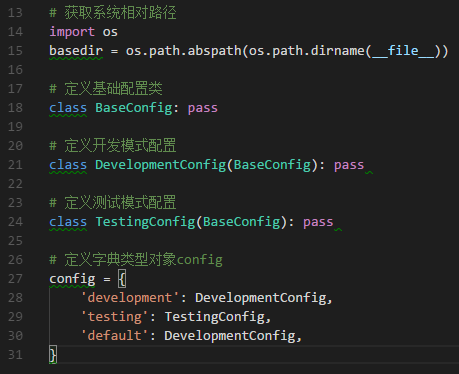 13 # 获取系统相对路径
14 import os
15 basedir = os.path.abspath(os.path.dirname(__file__))
16
17 # 定义基础配置类
18 class BaseConfig: pass
19
20 # 定义开发模式配置
21 class DevelopmentConfig(BaseConfig): pass
22
23 # 定义测试模式配置
24 class TestingConfig(BaseConfig): pass
25
26 # 定义字典类型对象config
27 config = {
28     'development': DevelopmentConfig,
29     'testing': TestingConfig,
30     'default': DevelopmentConfig,
31 }